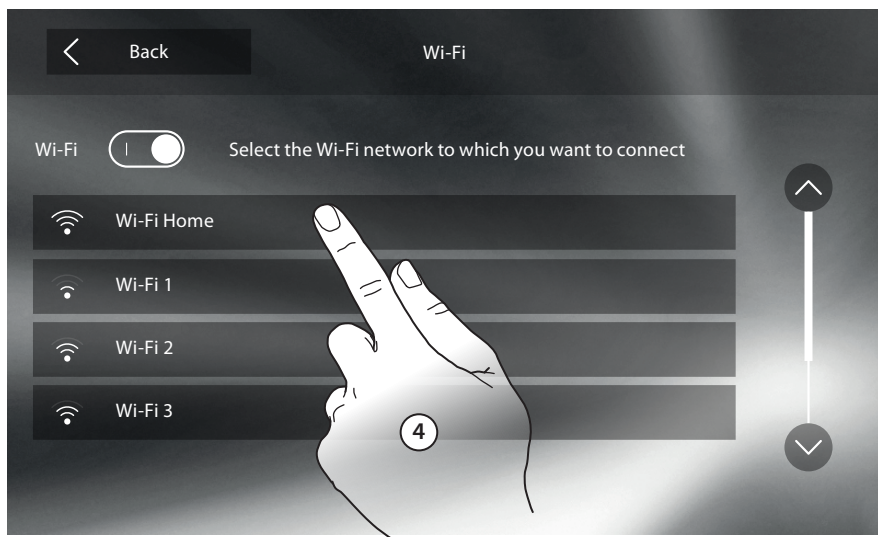 Back
Wi-Fi
Wi-Fi
Select the Wi-Fi network to which you want to connect
Wi-Fi Home
Wi-Fi 1
Wi-Fi 2
Wi-Fi 3
4